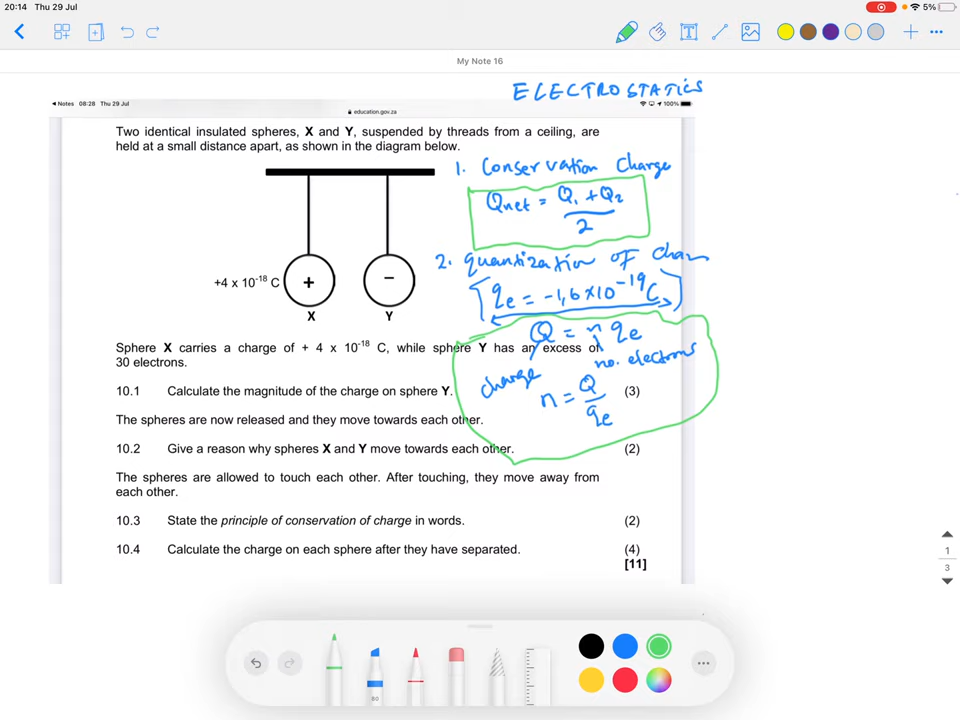 20:14 Thu 29 Jul
5%
My Note 16
ELECTROSTATICS
Notes 08:28 Thu 29 Jul
100%
education.gov.za
Two identical insulated spheres, X and Y, suspended by threads from a ceiling, are
held at a small distance apart, as shown in the diagram below.
1. Conservation Charge
Qnet = Q1 + Q2
2
2. quantization of char
+4 x 10-18 C
+
−
[qe = -1,6 x 10-19 C]
X
Y
Q = n qe
Sphere X carries a charge of + 4 x 10-18 C, while sphere Y has an excess of
30 electrons.
no. electrons
charge
n = Q
qe
10.1 Calculate the magnitude of the charge on sphere Y. (3)
The spheres are now released and they move towards each other.
10.2 Give a reason why spheres X and Y move towards each other. (2)
The spheres are allowed to touch each other. After touching, they move away from
each other.
10.3 State the principle of conservation of charge in words. (2)
10.4 Calculate the charge on each sphere after they have separated. (4)
[11]
1
3
80